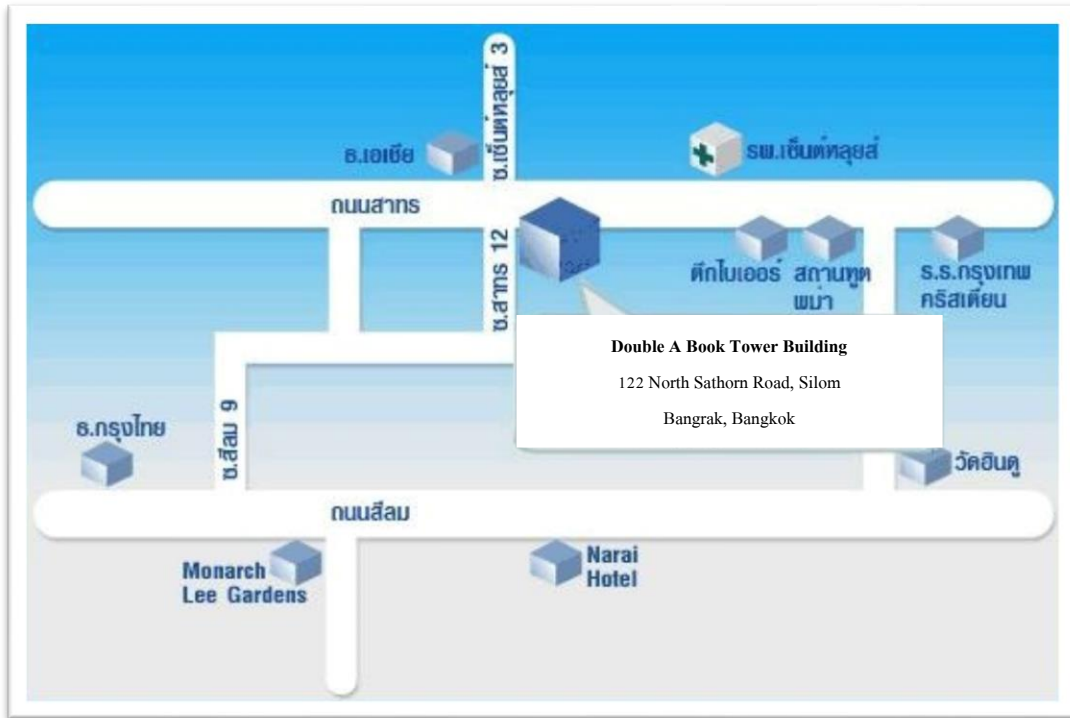 ซ.เซ็นต์หลุยส์ 3
ธ.เอเชีย
รพ.เซ็นต์หลุยส์
ถนนสาทร
ซ.สาทร 12
ตึกไบเออร์
สถานทูต
พม่า
ร.ร.กรุงเทพ
คริสเตียน
Double A Book Tower Building
122 North Sathorn Road, Silom
Bangrak, Bangkok
ธ.กรุงไทย
ซ.สีลม 9
วัดฮินดู
ถนนสีลม
Monarch
Lee Gardens
Narai
Hotel